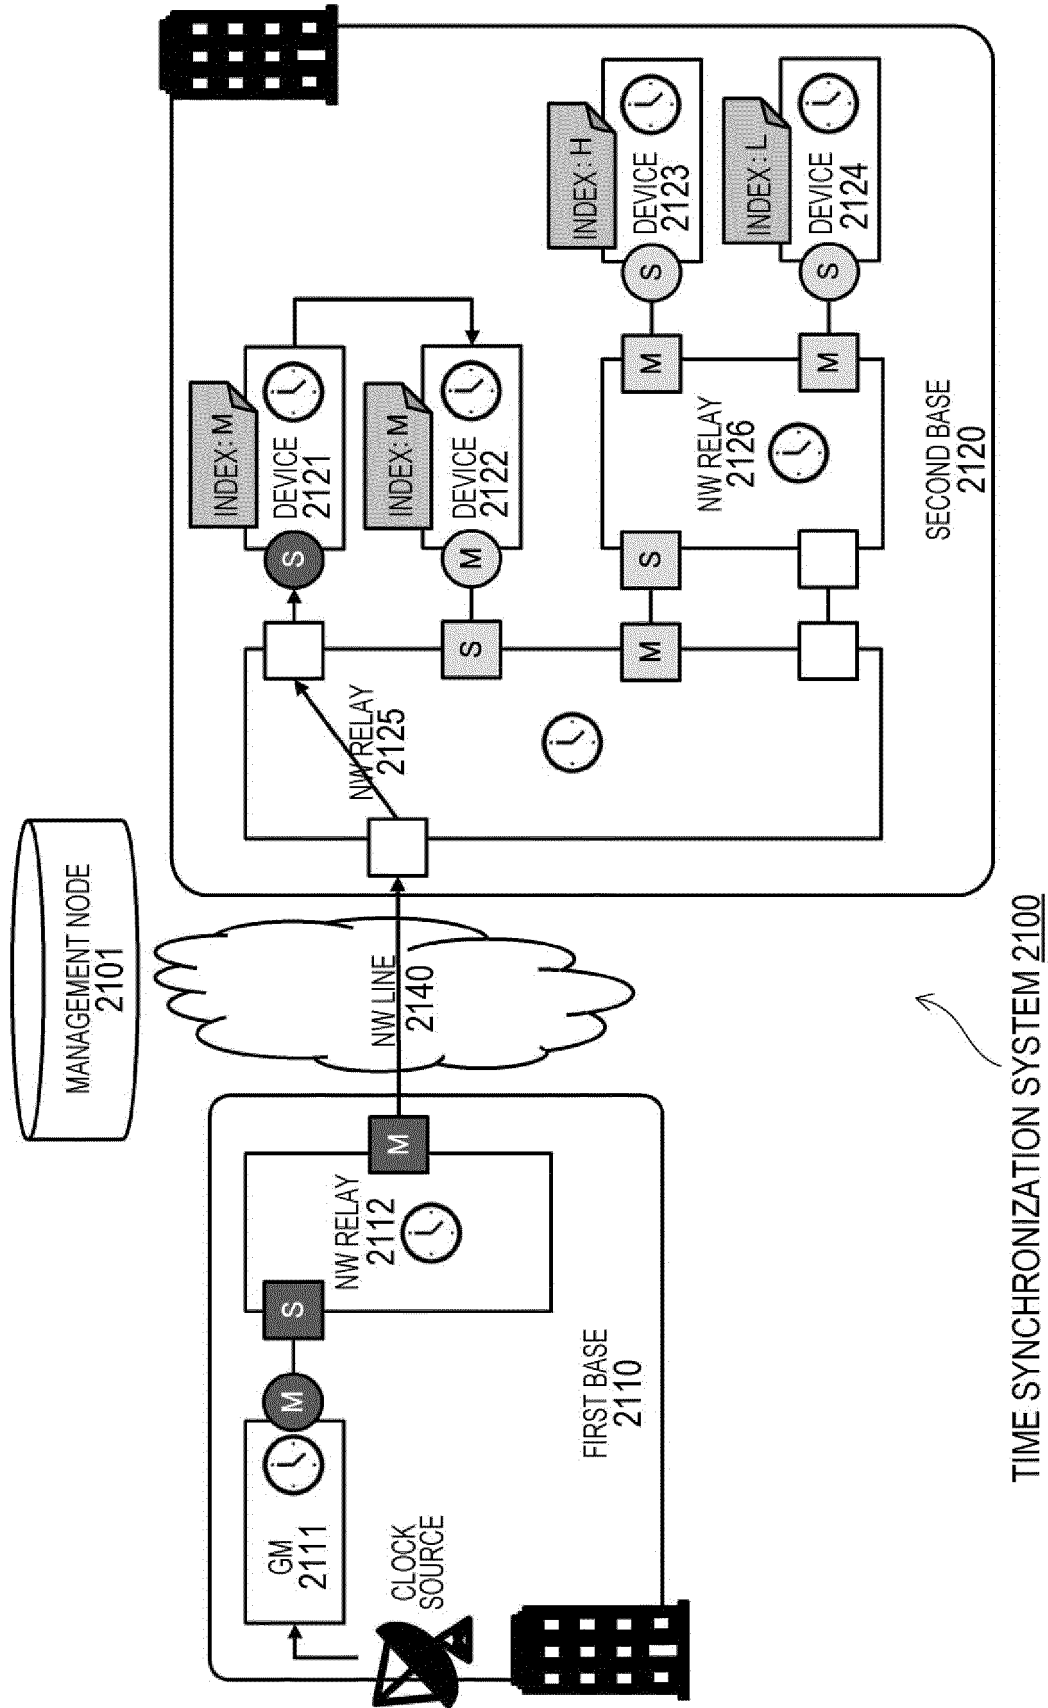 MANAGEMENT NODE
2101
CLOCK
SOURCE
GM
2111
M
S
NW RELAY
2112
M
FIRST BASE
2110
NW LINE
2140
NW RELAY
2125
S
M
S
DEVICE
2121
INDEX: M
M
DEVICE
2122
INDEX: M
S
M
M
NW RELAY
2126
S
DEVICE
2123
INDEX: H
S
DEVICE
2124
INDEX: L
SECOND BASE
2120
TIME SYNCHRONIZATION SYSTEM 2100